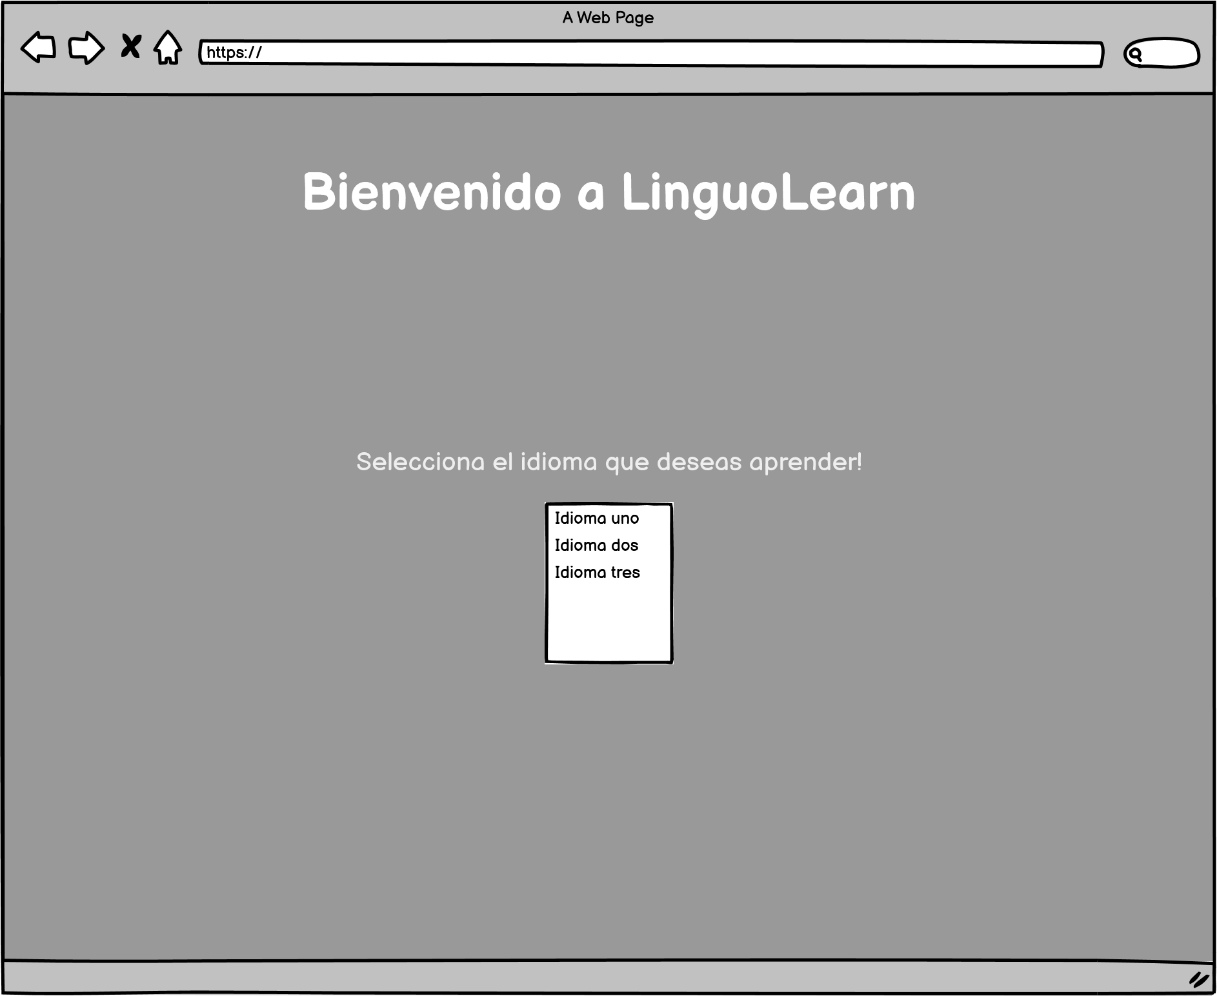 A Web Page
https://
Bienvenido a LinguoLearn
Selecciona el idioma que deseas aprender!
Idioma uno
Idioma dos
Idioma tres